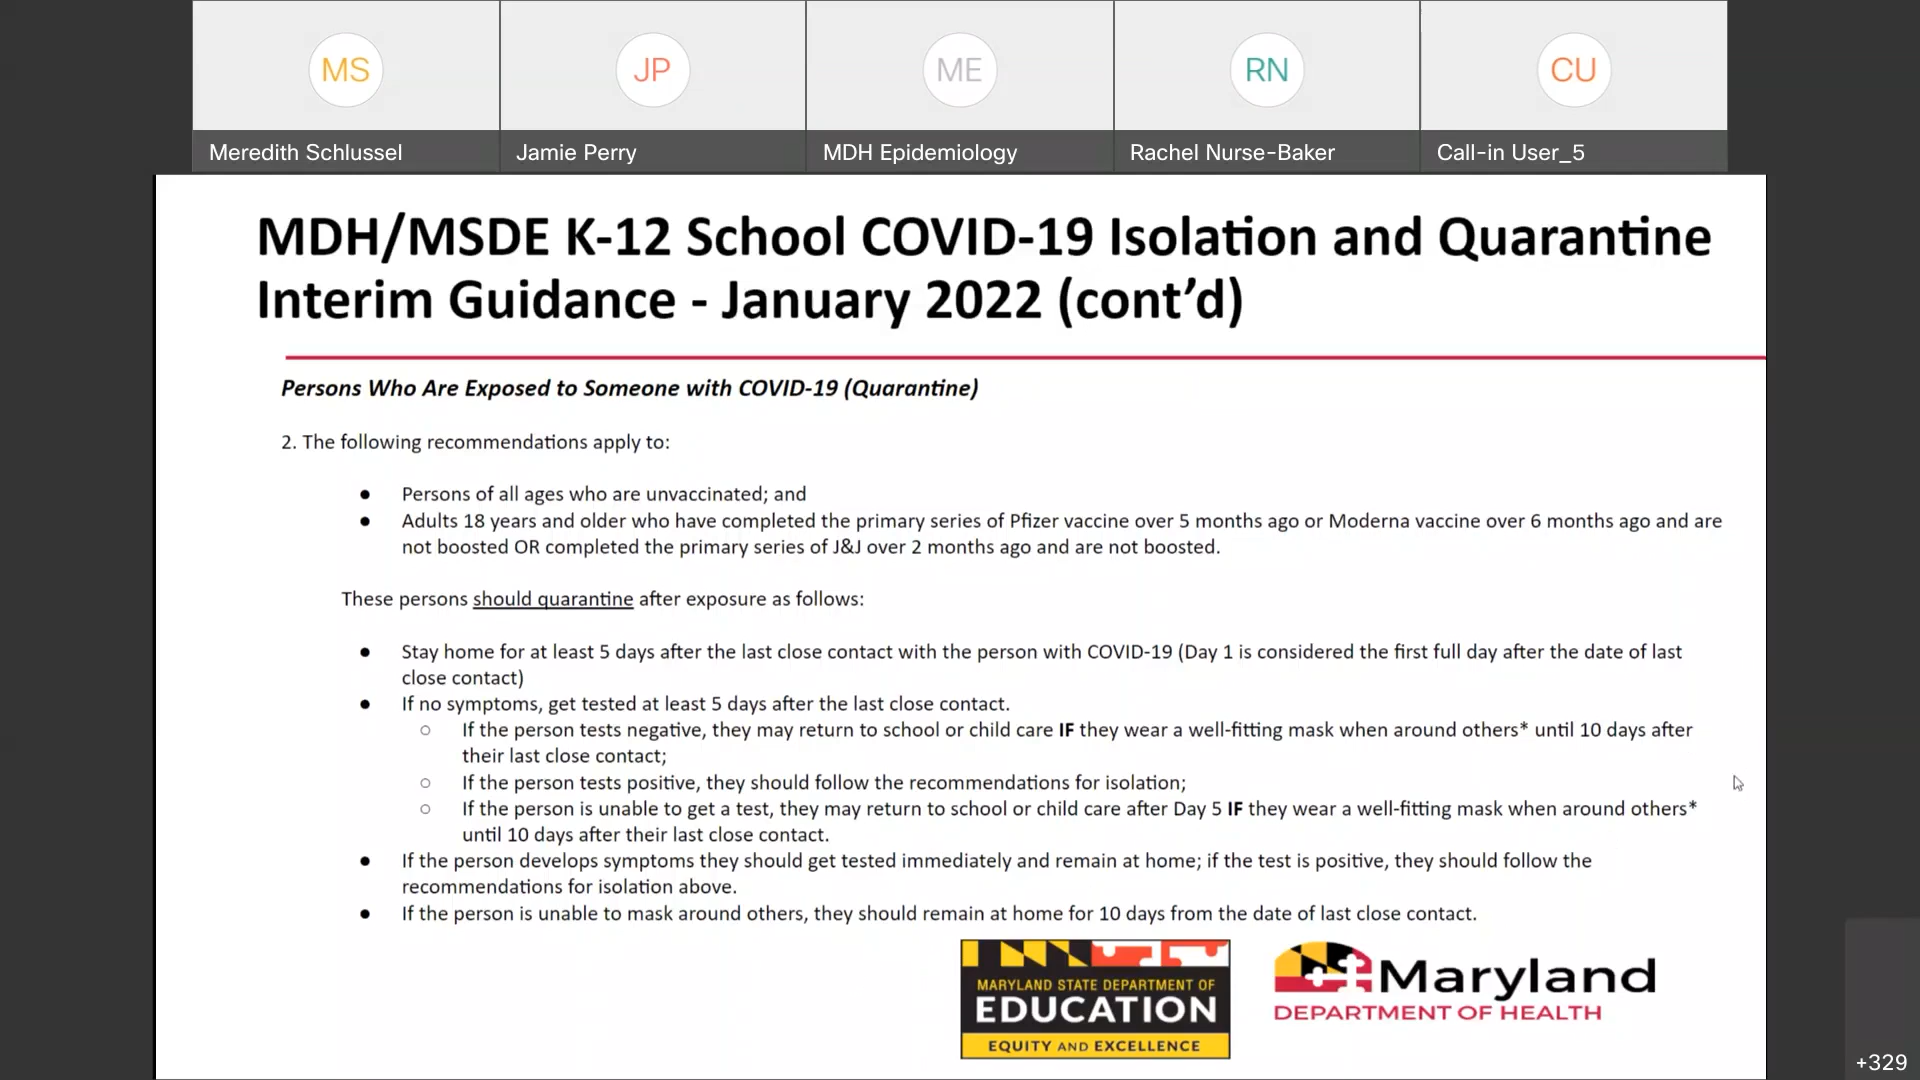 MS
JP
ME
RN
CU
Meredith Schlussel
Jamie Perry
MDH Epidemiology
Rachel Nurse-Baker
Call-in User_5
MDH/MSDE K-12 School COVID-19 Isolation and Quarantine
Interim Guidance - January 2022 (cont’d)
Persons Who Are Exposed to Someone with COVID-19 (Quarantine)
2. The following recommendations apply to:
● Persons of all ages who are unvaccinated; and
● Adults 18 years and older who have completed the primary series of Pfizer vaccine over 5 months ago or Moderna vaccine over 6 months ago and are
not boosted OR completed the primary series of J&J over 2 months ago and are not boosted.
These persons should quarantine after exposure as follows:
● Stay home for at least 5 days after the last close contact with the person with COVID-19 (Day 1 is considered the first full day after the date of last
close contact)
● If no symptoms, get tested at least 5 days after the last close contact.
○ If the person tests negative, they may return to school or child care IF they wear a well-fitting mask when around others* until 10 days after
their last close contact;
○ If the person tests positive, they should follow the recommendations for isolation;
○ If the person is unable to get a test, they may return to school or child care after Day 5 IF they wear a well-fitting mask when around others*
until 10 days after their last close contact.
● If the person develops symptoms they should get tested immediately and remain at home; if the test is positive, they should follow the
recommendations for isolation above.
● If the person is unable to mask around others, they should remain at home for 10 days from the date of last close contact.
MARYLAND STATE DEPARTMENT OF
EDUCATION
EQUITY AND EXCELLENCE
Maryland
DEPARTMENT OF HEALTH
+329